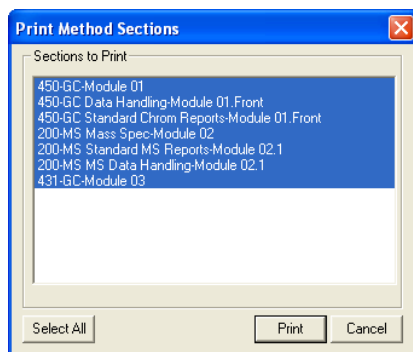 Print Method Sections
Sections to Print
450-GC-Module 01
450-GC Data Handling-Module 01.Front
450-GC Standard Chrom Reports-Module 01.Front
200-MS Mass Spec-Module 02
200-MS Standard MS Reports-Module 02.1
200-MS MS Data Handling-Module 02.1
431-GC-Module 03
Select All
Print
Cancel